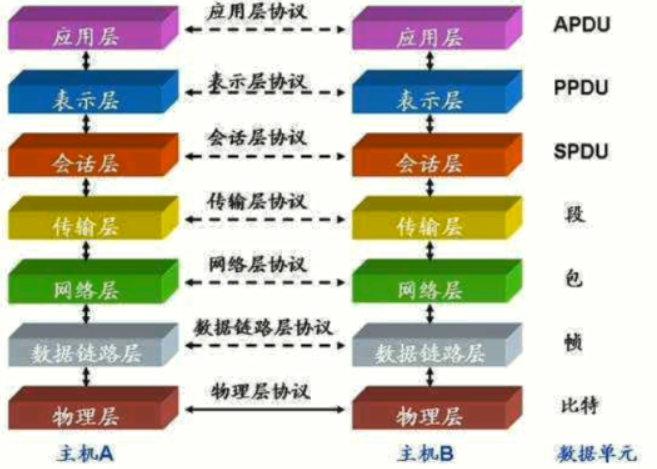 应用层 应用层协议 应用层 APDU
表示层 表示层协议 表示层 PPDU
会话层 会话层协议 会话层 SPDU
传输层 传输层协议 传输层 段
网络层 网络层协议 网络层 包
数据链路层 数据链路层协议 数据链路层 帧
物理层 物理层协议 物理层 比特
主机A 主机B 数据单元